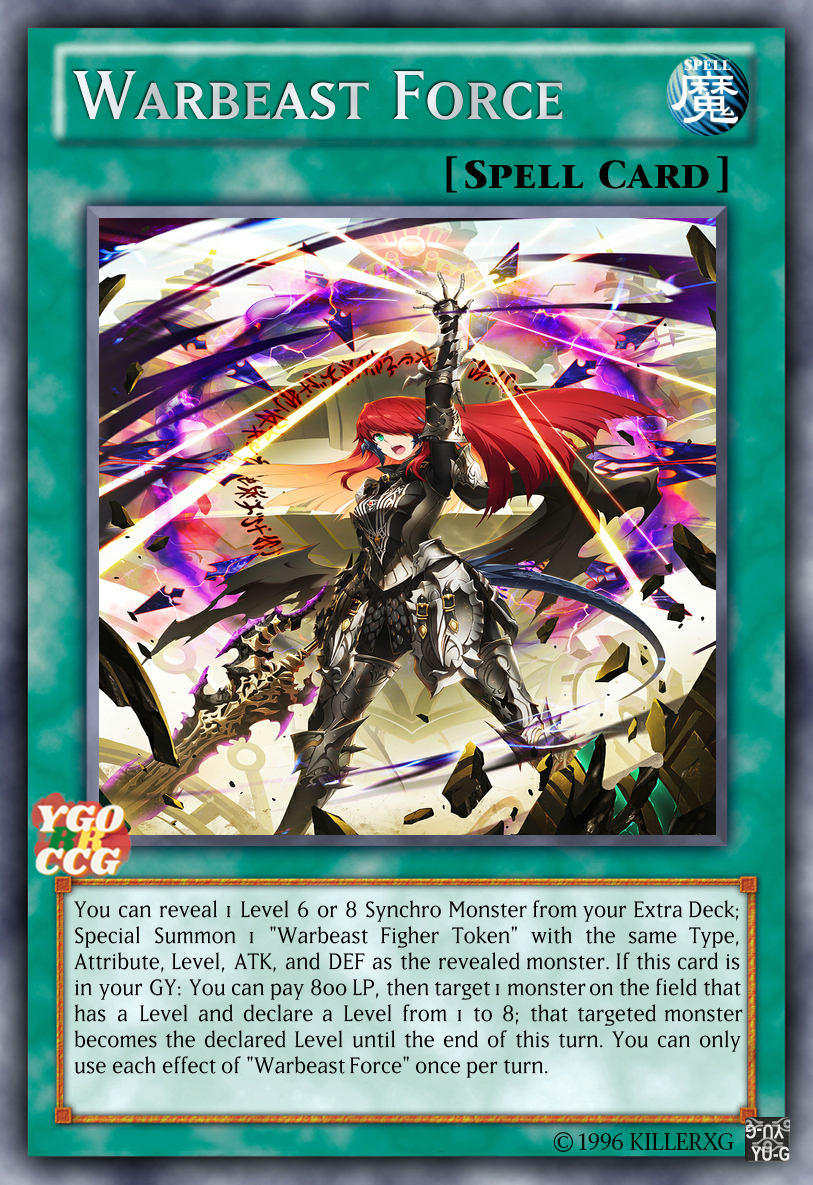 Warbeast Force
SPELL
魔
[Spell Card]
YGO
BR
CCG
You can reveal 1 Level 6 or 8 Synchro Monster from your Extra Deck;
Special Summon 1 "Warbeast Figher Token" with the same Type,
Attribute, Level, ATK, and DEF as the revealed monster. If this card is
in your GY: You can pay 800 LP, then target 1 monster on the field that
has a Level and declare a Level from 1 to 8; that targeted monster
becomes the declared Level until the end of this turn. You can only
use each effect of "Warbeast Force" once per turn.
© 1996 KILLERXG
YU-G